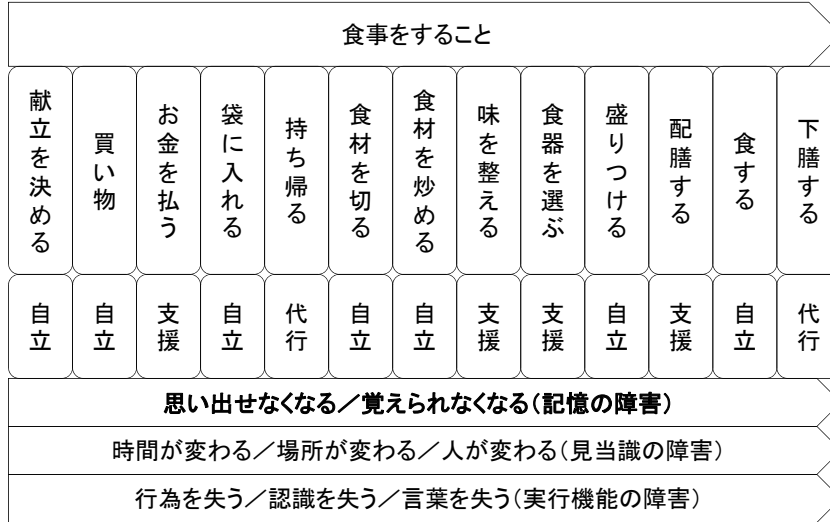 食事をすること
献立を決める
買い物
お金を払う
袋に入れる
持ち帰る
食材を切る
食材を炒める
味を整える
食器を選ぶ
盛りつける
配膳する
食する
下膳する
自立
自立
支援
自立
代行
自立
自立
支援
支援
自立
支援
自立
代行
思い出せなくなる／覚えられなくなる（記憶の障害）
時間が変わる／場所が変わる／人が変わる（見当識の障害）
行為を失う／認識を失う／言葉を失う（実行機能の障害）